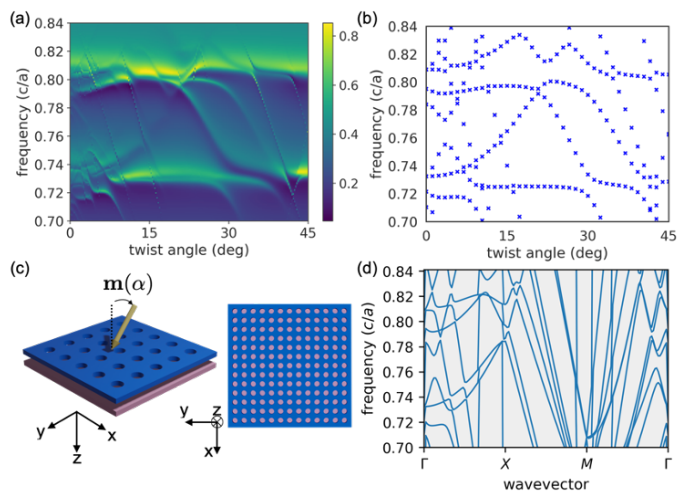 (a)
0.84
0.82
0.80
0.78
0.76
0.74
0.72
0.70
frequency (c/a)
0
15
30
45
twist angle (deg)
0.8
0.6
0.4
0.2
(b)
0.84
0.82
0.80
0.78
0.76
0.74
0.72
0.70
frequency (c/a)
0
15
30
45
twist angle (deg)
(c)
m(α)
y
x
z
y
z
x
(d)
0.84
0.82
0.80
0.78
0.76
0.74
0.72
0.70
frequency (c/a)
Γ
X
M
Γ
wavevector